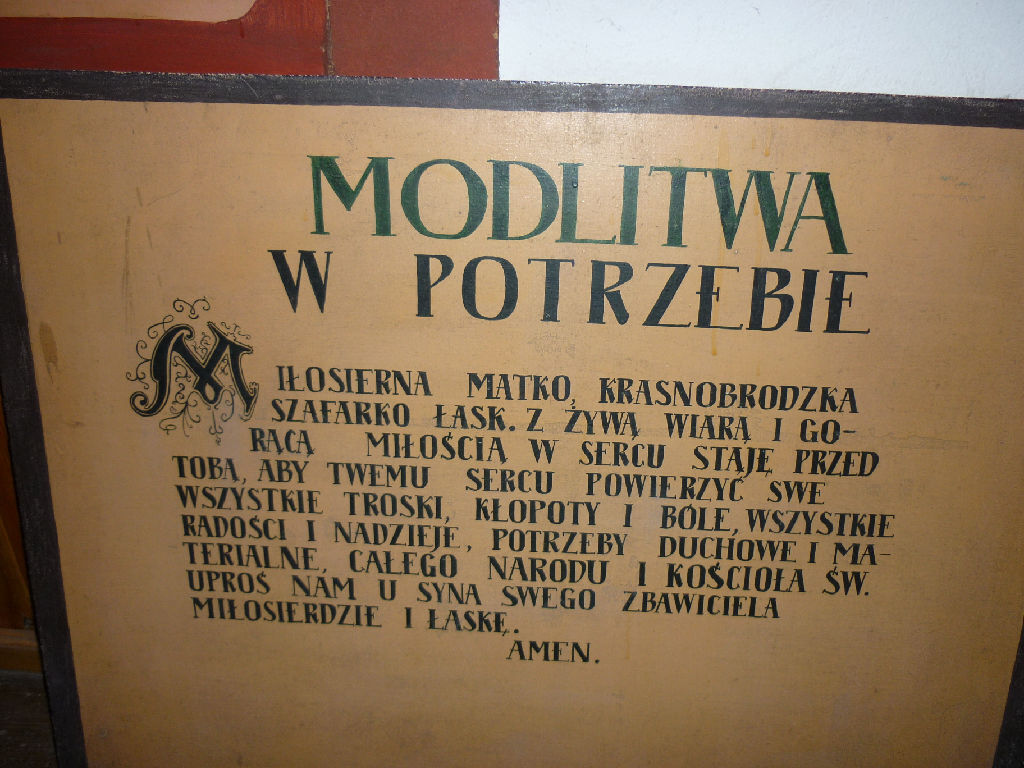 MODLITWA
W POTRZEBIE
MIŁOSIERNA MATKO, KRASNOBRODZKA
SZAFARKO ŁASK. Z ŻYWĄ WIARĄ I GO-
RĄCĄ MIŁOŚCIĄ W SERCU STAJĘ PRZED
TOBĄ, ABY TWEMU SERCU POWIERZYĆ SWE
WSZYSTKIE TROSKI, KŁOPOTY I BÓLE, WSZYSTKIE
RADOŚCI I NADZIEJE, POTRZEBY DUCHOWE I MA-
TERIALNE, CAŁEGO NARODU I KOŚCIOŁA ŚW.
UPROŚ NAM U SYNA SWEGO ZBAWICIELA
MIŁOSIERDZIE I ŁASKĘ.
AMEN.